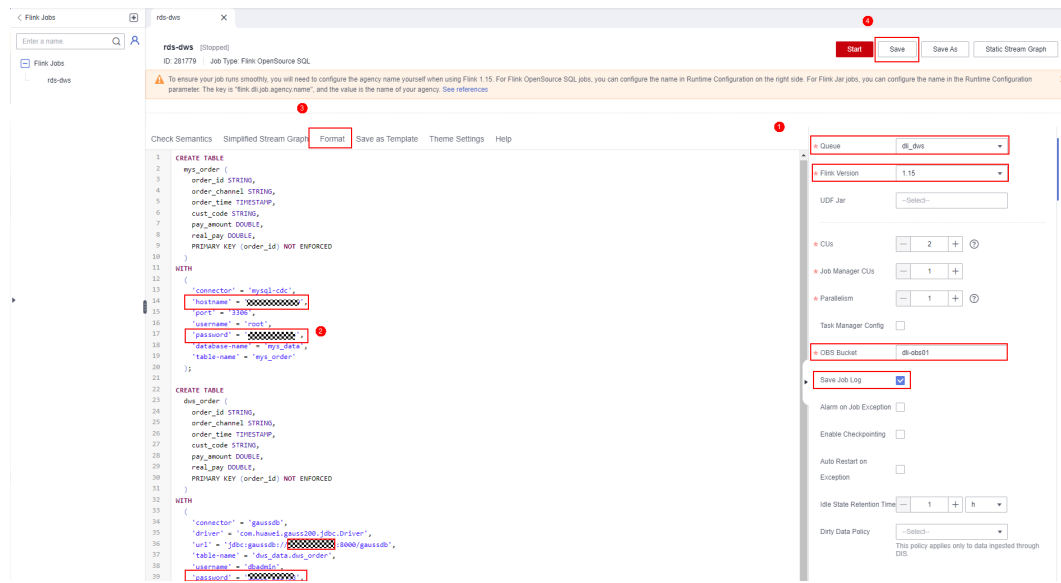 < Flink Jobs
rds-dws ×
Enter a name.
Flink Jobs
rds-dws
4
rds-dws [Stopped]
ID: 281779 | Job Type: Flink OpenSource SQL
Start Save Save As Static Stream Graph
To ensure your job runs smoothly, you will need to configure the agency name yourself when using Flink 1.15. For Flink OpenSource SQL jobs, you can configure the name in Runtime Configuration on the right side. For Flink Jar jobs, you can configure the name in the Runtime Configuration
parameter. The key is "flink.dli.job.agency.name", and the value is the name of your agency. See references
3
1
Check Semantics Simplified Stream Graph Format Save as Template Theme Settings Help
1 CREATE TABLE
2 mys_order (
3 order_id STRING,
4 order_channel STRING,
5 order_time TIMESTAMP,
6 cust_code STRING,
7 pay_amount DOUBLE,
8 real_pay DOUBLE,
9 PRIMARY KEY (order_id) NOT ENFORCED
10 )
11 WITH
12 (
13 'connector' = 'mysql-cdc',
14 'hostname' = ' ',
15 'port' = '3306',
16 'username' = 'root',
17 'password' = ' ',
2
18 'database-name' = 'mys_data',
19 'table-name' = 'mys_order'
20 );
21
22 CREATE TABLE
23 dws_order (
24 order_id STRING,
25 order_channel STRING,
26 order_time TIMESTAMP,
27 cust_code STRING,
28 pay_amount DOUBLE,
29 real_pay DOUBLE,
30 PRIMARY KEY (order_id) NOT ENFORCED
31 )
32 WITH
33 (
34 'connector' = 'gaussdb',
35 'driver' = 'com.huawei.gauss200.jdbc.Driver',
36 'url' = 'jdbc:gaussdb:// :8000/gaussdb',
37 'table-name' = 'dws_data.dws_order',
38 'username' = 'dbadmin',
39 'password' = ' ',
* Queue dli_dws
* Flink Version 1.15
UDF Jar --Select--
* CUs — 2 +
* Job Manager CUs — 1 +
* Parallelism — 1 +
Task Manager Config
* OBS Bucket dli-obs01
Save Job Log
Alarm on Job Exception
Enable Checkpointing
Auto Restart on
Exception
Idle State Retention Time — 1 + h
Dirty Data Policy --Select--
This policy applies only to data ingested through
DIS.